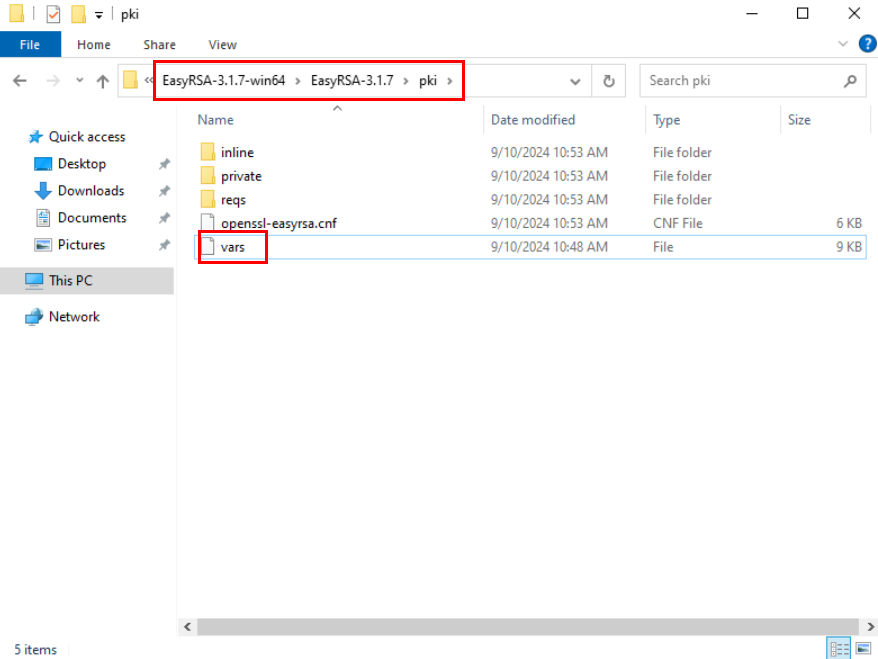 pki
File Home Share View
« EasyRSA-3.1.7-win64 › EasyRSA-3.1.7 › pki › Search pki
Name Date modified Type Size
Quick access
Desktop
Downloads
Documents
Pictures
This PC
Network
inline 9/10/2024 10:53 AM File folder
private 9/10/2024 10:53 AM File folder
reqs 9/10/2024 10:53 AM File folder
openssl-easyrsa.cnf 9/10/2024 10:53 AM CNF File 6 KB
vars 9/10/2024 10:48 AM File 9 KB
5 items